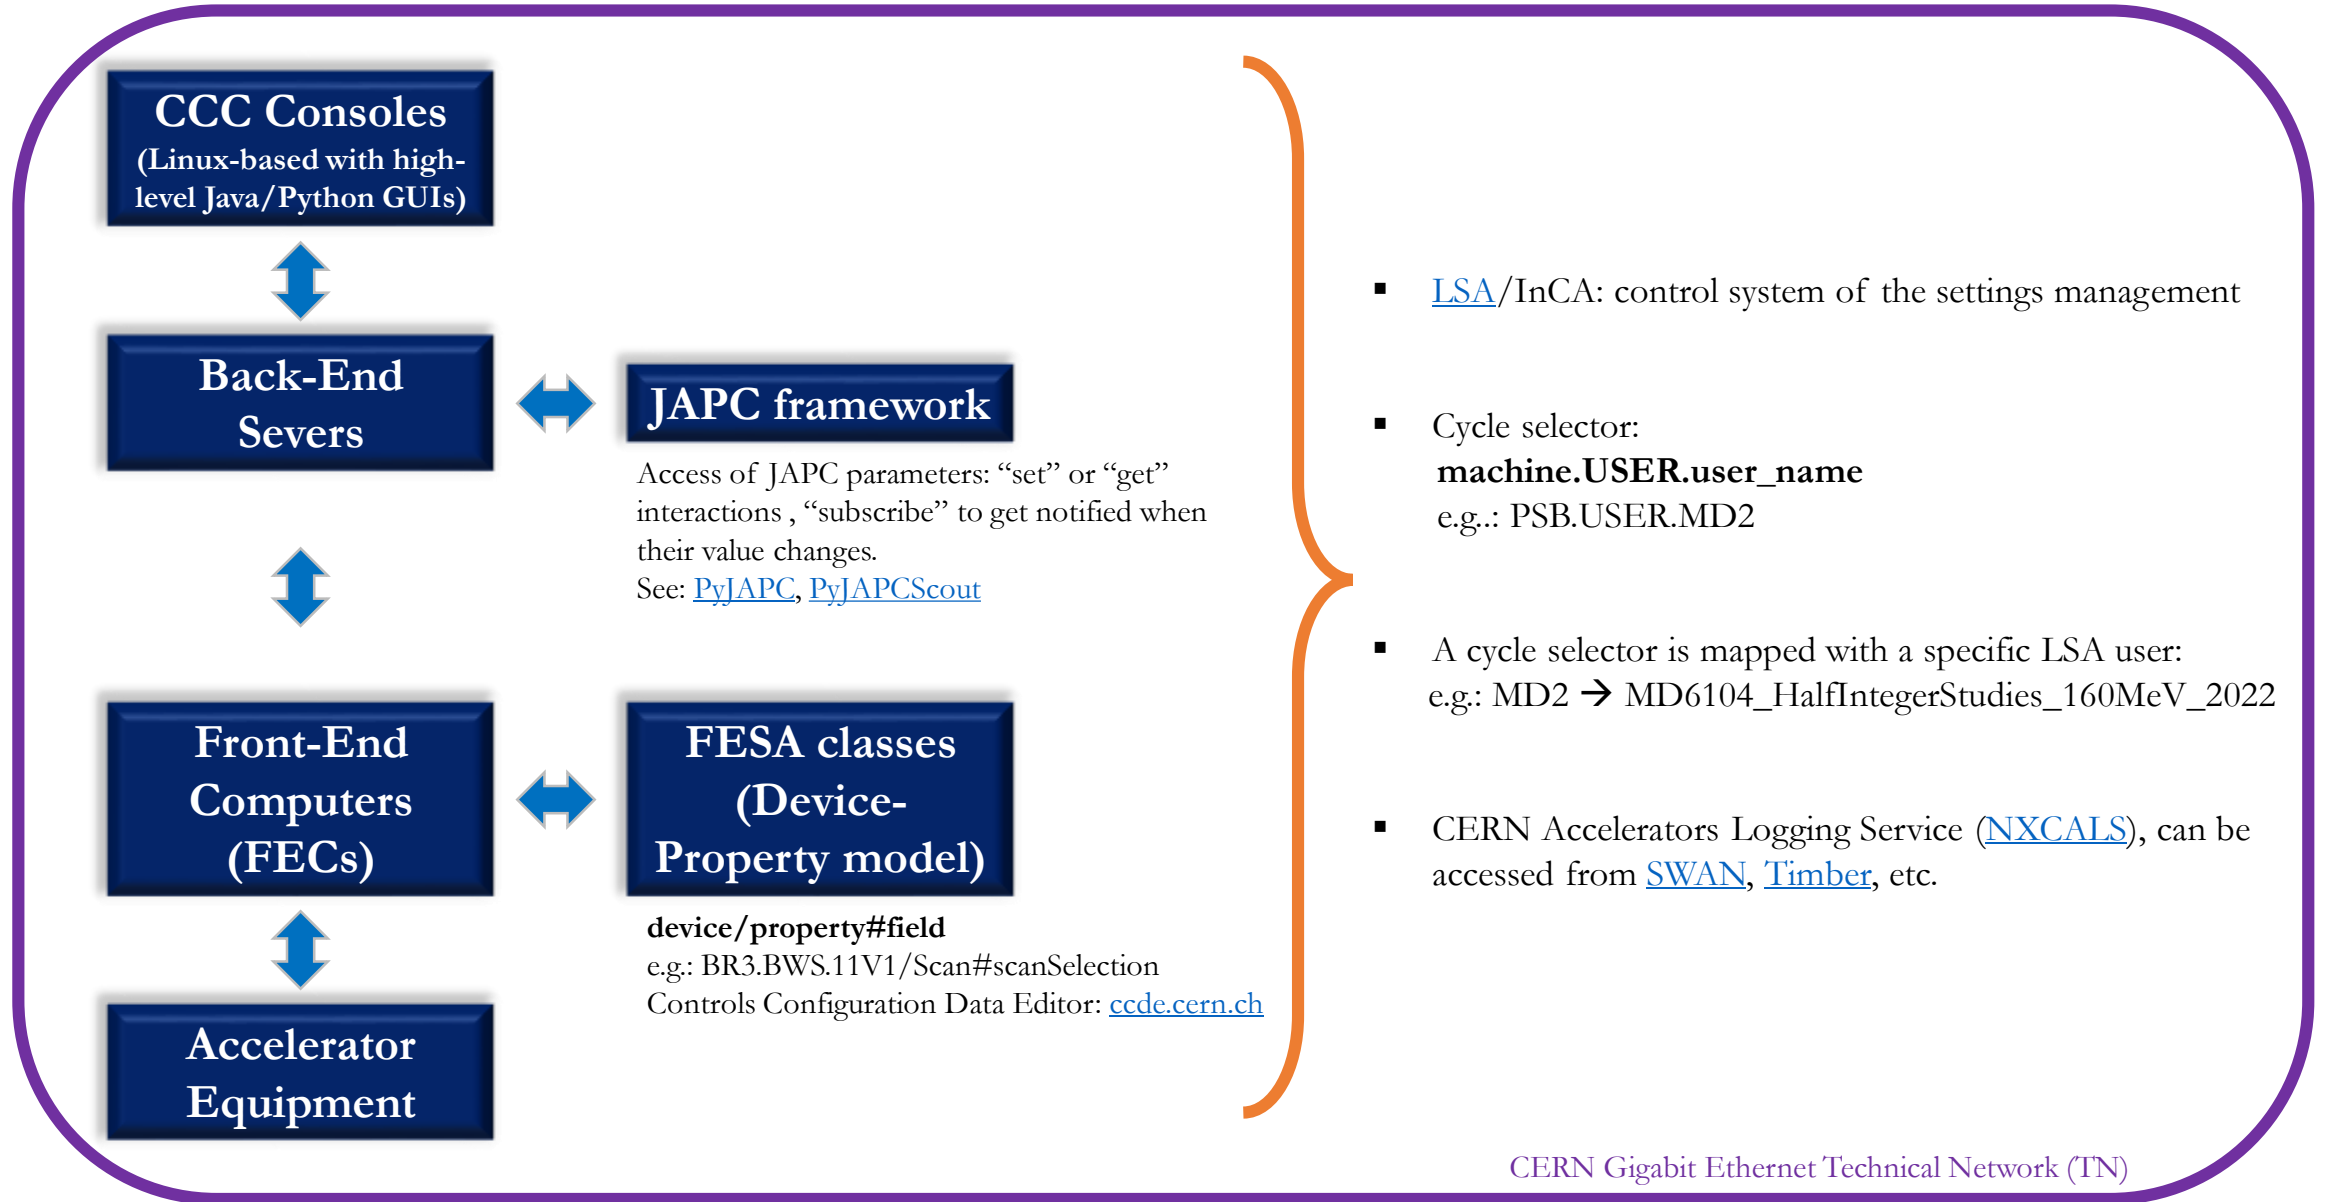 CCC Consoles
(Linux-based with high-
level Java/Python GUIs)
Back-End
Severs
JAPC framework
Access of JAPC parameters: “set” or “get”
interactions , “subscribe” to get notified when
their value changes.
See: PyJAPC, PyJAPCScout
Front-End
Computers
(FECs)
FESA classes
(Device-
Property model)
device/property#field
e.g.: BR3.BWS.11V1/Scan#scanSelection
Controls Configuration Data Editor: ccde.cern.ch
Accelerator
Equipment
▪ LSA/InCA: control system of the settings management
▪ Cycle selector:
machine.USER.user_name
e.g..: PSB.USER.MD2
▪ A cycle selector is mapped with a specific LSA user:
e.g.: MD2 → MD6104_HalfIntegerStudies_160MeV_2022
▪ CERN Accelerators Logging Service (NXCALS), can be
accessed from SWAN, Timber, etc.
CERN Gigabit Ethernet Technical Network (TN)